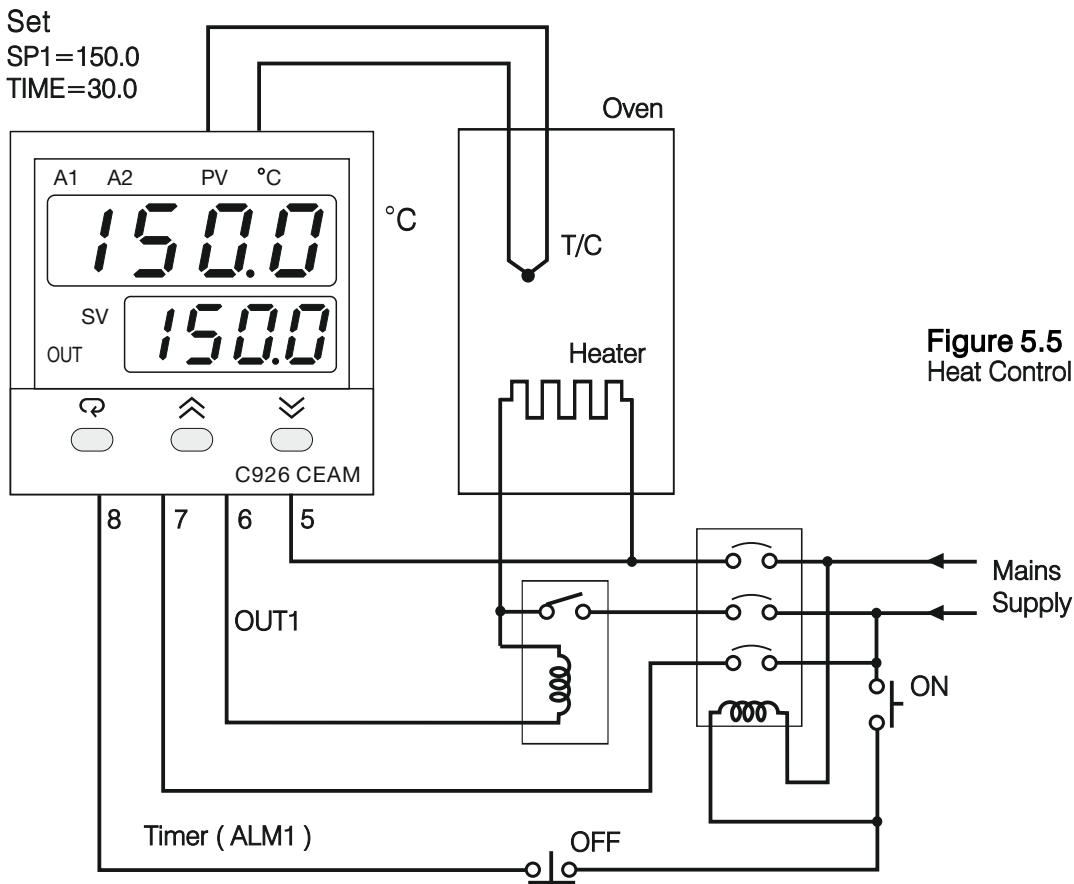 Set
SP1=150.0
TIME=30.0
Oven
A1 A2 PV °C
150.0
°C
T/C
SV
150.0
OUT
Heater
Figure 5.5
Heat Control
C926 CEAM
8 7 6 5
Mains
Supply
OUT1
ON
Timer ( ALM1 )
OFF